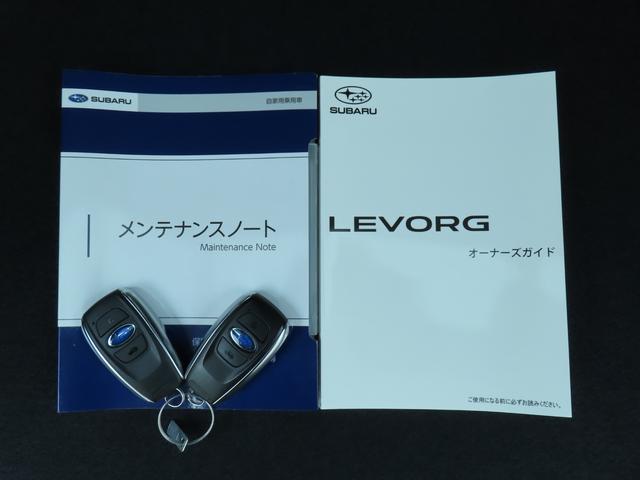 SUBARU
自家用乗用車
メンテナンスノート
Maintenance Note
保
SUBARU
LEVORG
オーナーズガイド
ご使用になる前に必ずお読みください。